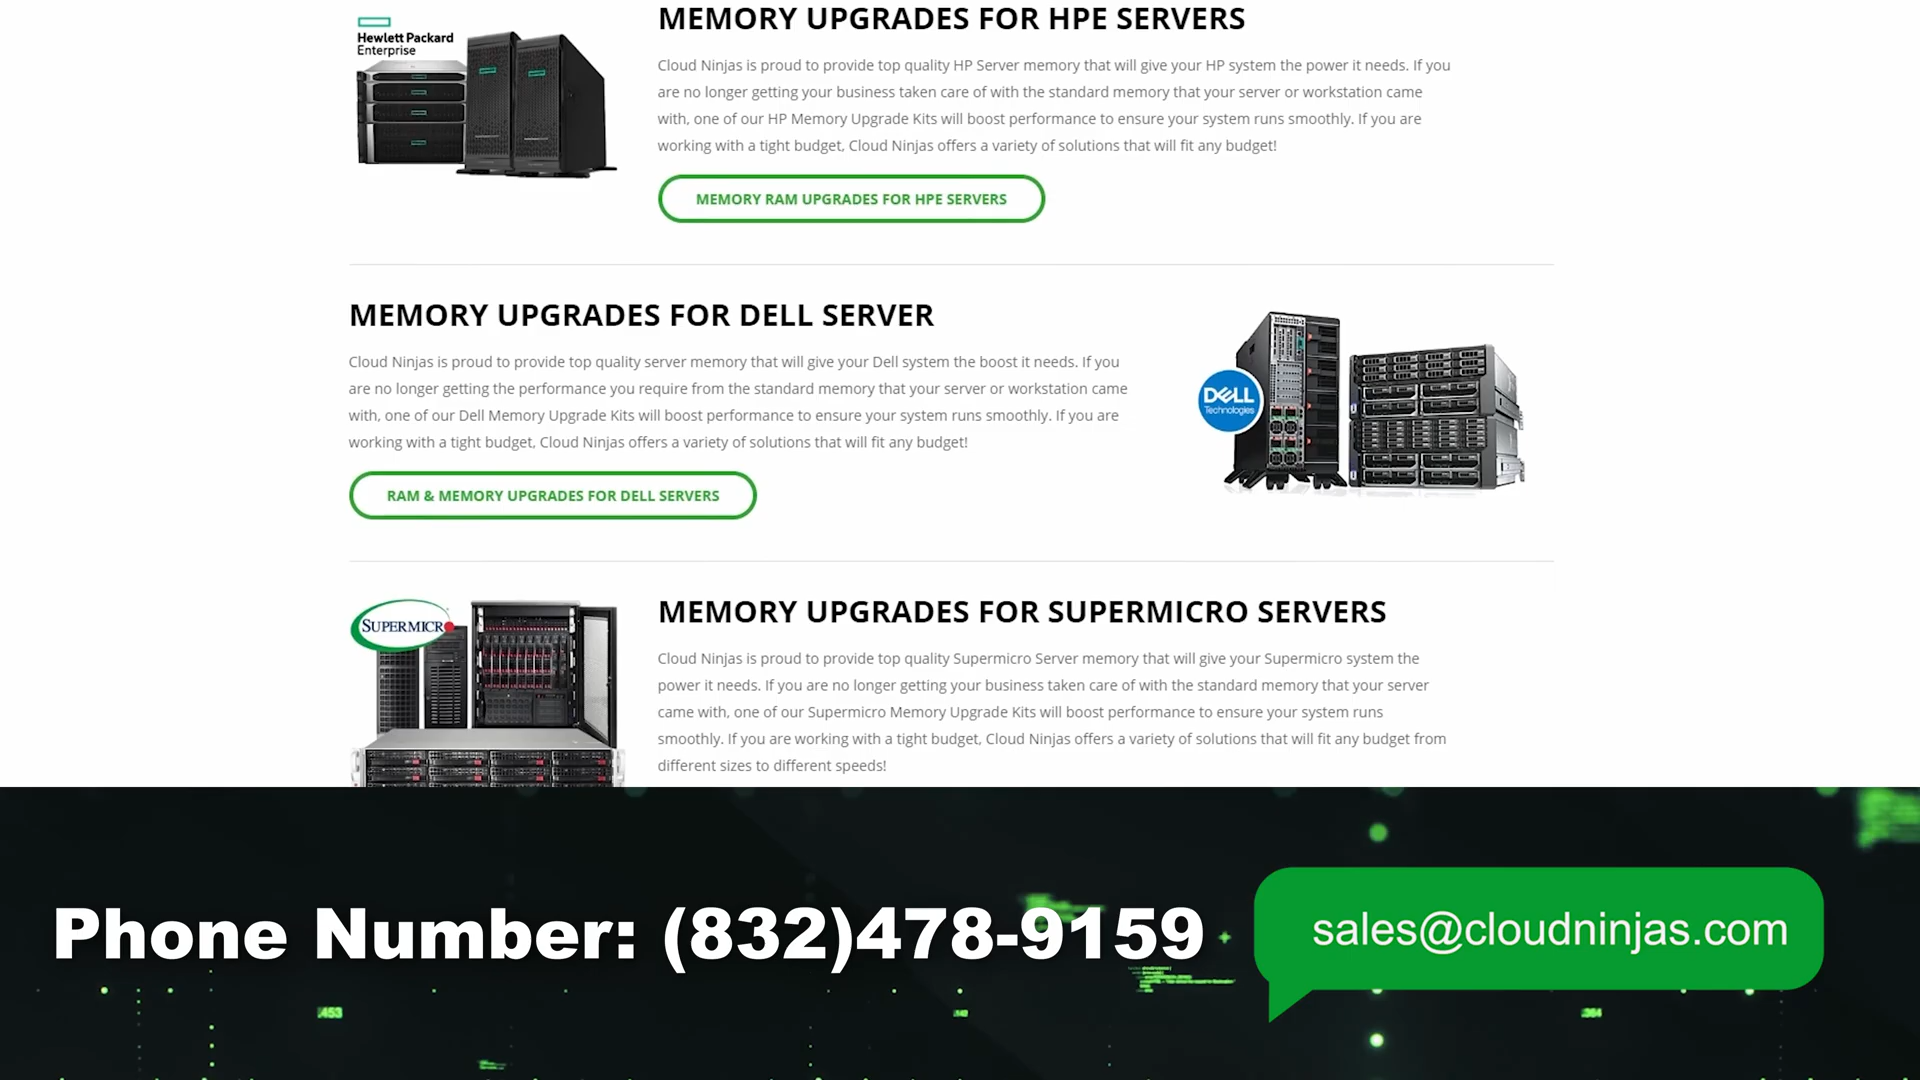 Hewlett Packard
Enterprise
MEMORY UPGRADES FOR HPE SERVERS
Cloud Ninjas is proud to provide top quality HP Server memory that will give your HP system the power it needs. If you
are no longer getting your business taken care of with the standard memory that your server or workstation came
with, one of our HP Memory Upgrade Kits will boost performance to ensure your system runs smoothly. If you are
working with a tight budget, Cloud Ninjas offers a variety of solutions that will fit any budget!
MEMORY RAM UPGRADES FOR HPE SERVERS
MEMORY UPGRADES FOR DELL SERVER
Cloud Ninjas is proud to provide top quality server memory that will give your Dell system the boost it needs. If you
are no longer getting the performance you require from the standard memory that your server or workstation came
with, one of our Dell Memory Upgrade Kits will boost performance to ensure your system runs smoothly. If you are
working with a tight budget, Cloud Ninjas offers a variety of solutions that will fit any budget!
RAM & MEMORY UPGRADES FOR DELL SERVERS
DELL
Technologies
SUPERMICR
MEMORY UPGRADES FOR SUPERMICRO SERVERS
Cloud Ninjas is proud to provide top quality Supermicro Server memory that will give your Supermicro system the
power it needs. If you are no longer getting your business taken care of with the standard memory that your server
came with, one of our Supermicro Memory Upgrade Kits will boost performance to ensure your system runs
smoothly. If you are working with a tight budget, Cloud Ninjas offers a variety of solutions that will fit any budget from
different sizes to different speeds!
Phone Number: (832)478-9159
sales@cloudninjas.com
.453